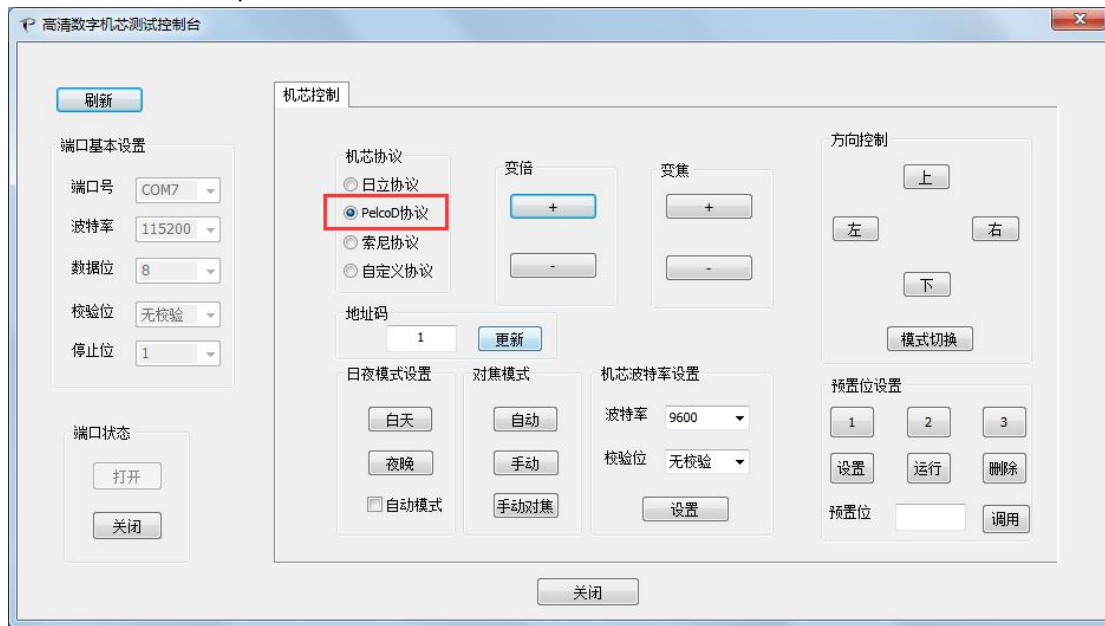 高清数字机芯测试控制台
刷新
端口基本设置
端口号 COM7
波特率 115200
数据位 8
校验位 无校验
停止位 1
端口状态
打开
关闭
机芯控制
机芯协议
日立协议
PelcoD协议
索尼协议
自定义协议
变倍
+
-
变焦
+
-
地址码
1 更新
日夜模式设置
白天
夜晚
自动模式
对焦模式
自动
手动
手动对焦
机芯波特率设置
波特率 9600
校验位 无校验
设置
方向控制
上
左 右
下
模式切换
预置位设置
1 2 3
设置 运行 删除
预置位 调用
关闭